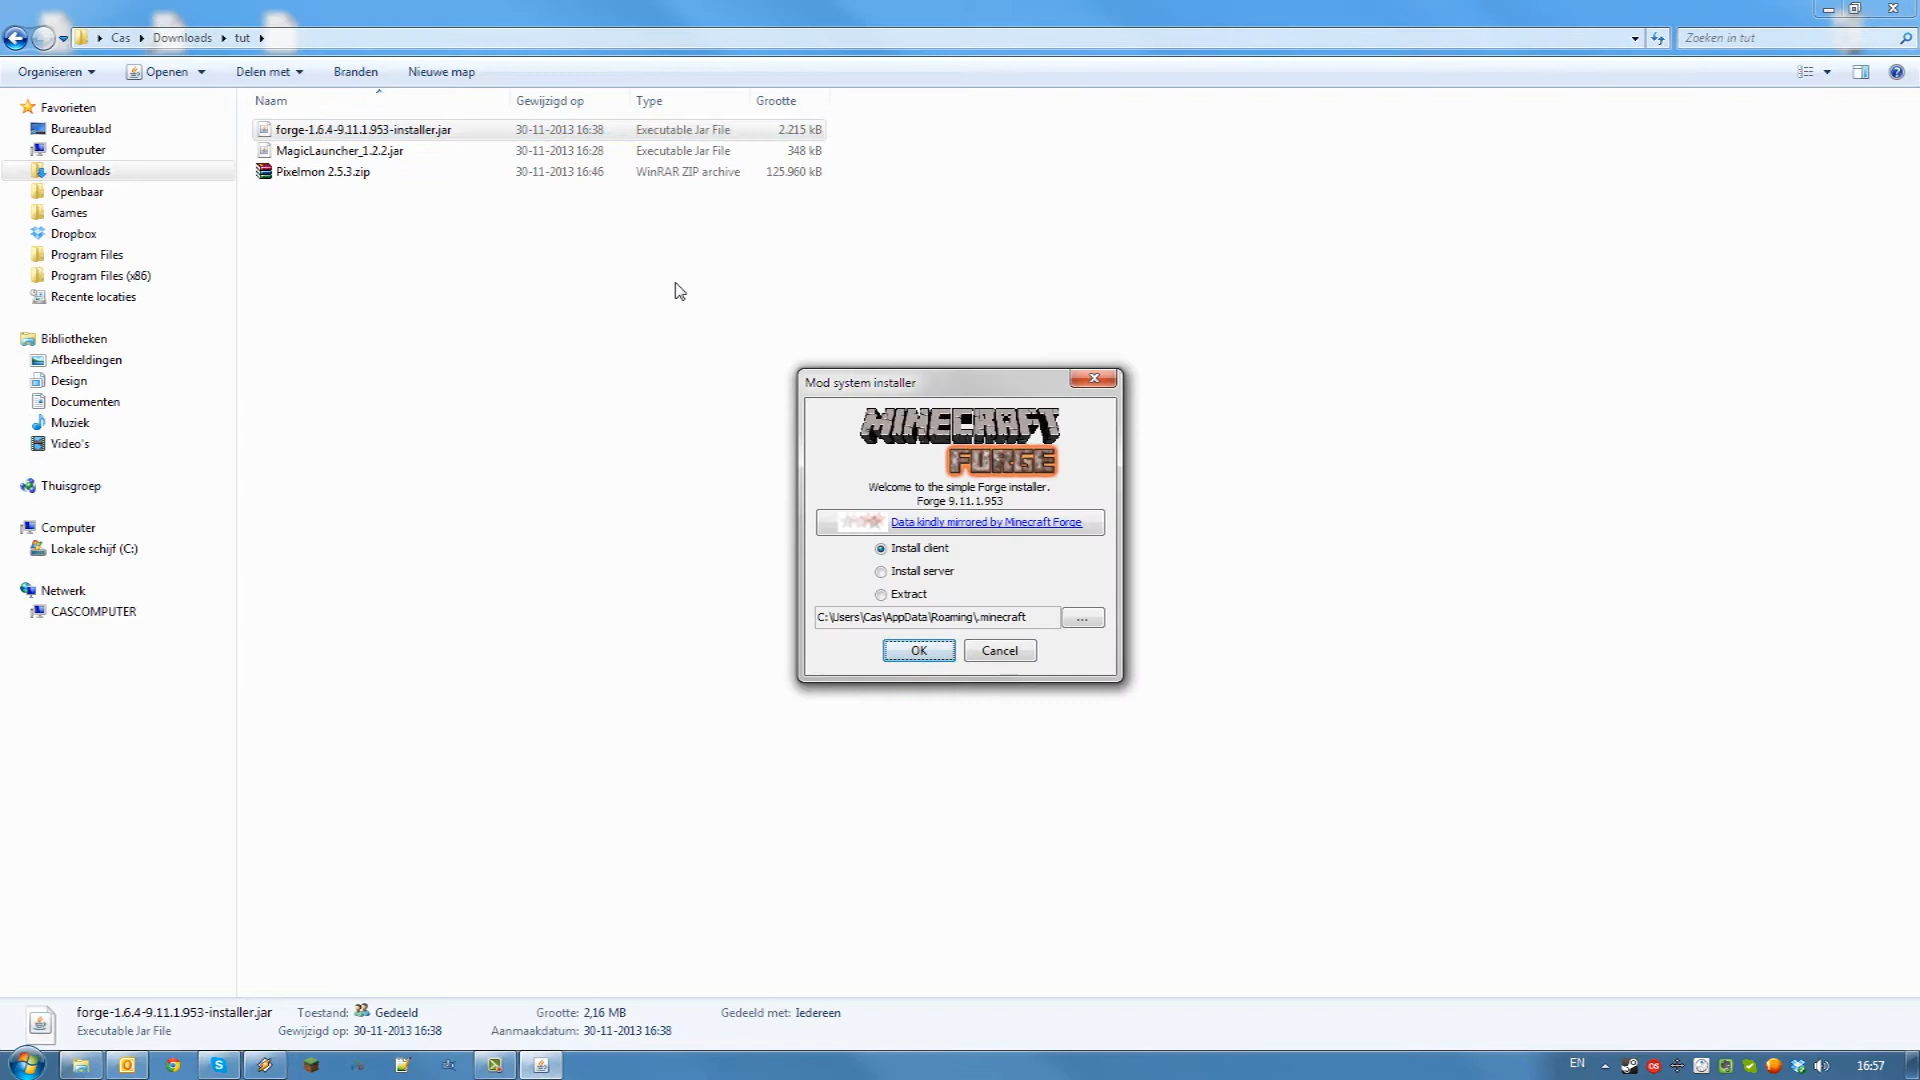 Cas Downloads tut
Zoeken in tut
Organiseren Openen Delen met Branden Nieuwe map
Naam Gewijzigd op Type Grootte
forge-1.6.4-9.11.1.953-installer.jar 30-11-2013 16:38 Executable Jar File 2.215 kB
MagicLauncher_1.2.2.jar 30-11-2013 16:28 Executable Jar File 348 kB
Pixelmon 2.5.3.zip 30-11-2013 16:46 WinRAR ZIP archive 125.960 kB
Favorieten
Bureaublad
Computer
Downloads
Openbaar
Games
Dropbox
Program Files
Program Files (x86)
Recente locaties
Bibliotheken
Afbeeldingen
Design
Documenten
Muziek
Video's
Thuisgroep
Computer
Lokale schijf (C:)
Netwerk
CASCOMPUTER
Mod system installer
MINECRAFT
FORGE
Welcome to the simple Forge installer.
Forge 9.11.1.953
Data kindly mirrored by Minecraft Forge
Install client
Install server
Extract
C:\Users\Cas\AppData\Roaming\.minecraft ...
OK Cancel
forge-1.6.4-9.11.1.953-installer.jar Toestand: Gedeeld Grootte: 2,16 MB Gedeeld met: Iedereen
Executable Jar File Gewijzigd op: 30-11-2013 16:38 Aanmaakdatum: 30-11-2013 16:38
EN 16:57